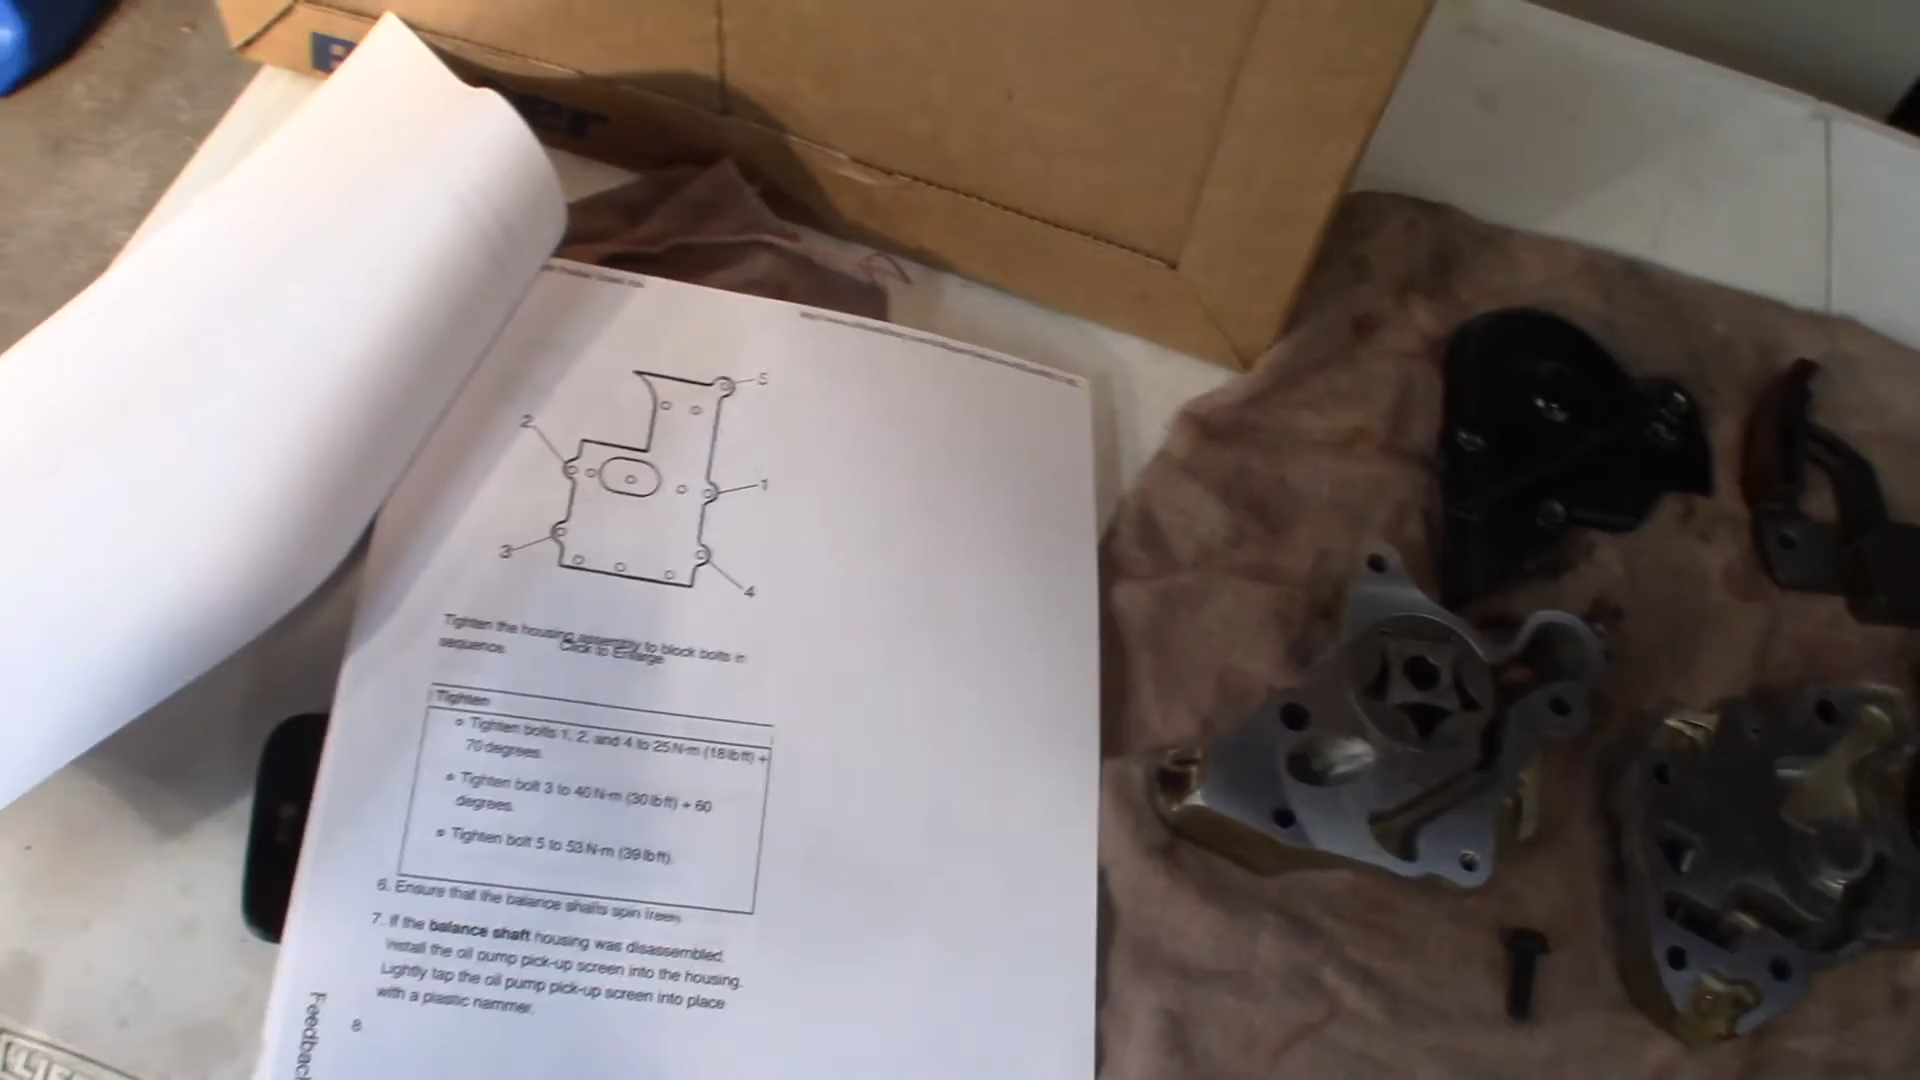 5
2
1
3
4
Tighten the housing assembly to block bolts in
Click to Enlarge
sequence.
Tighten
Tighten bolts 1, 2, and 4 to 25 N·m (18 lb ft) +
70 degrees.
Tighten bolt 3 to 40 N·m (30 lb ft) + 60
degrees.
Tighten bolt 5 to 53 N·m (39 lb ft).
6. Ensure that the balance shafts spin freely.
7. If the balance shaft housing was disassembled.
Install the oil pump pick-up screen into the housing.
Lightly tap the oil pump pick-up screen into place
with a plastic hammer.
8
Feedback